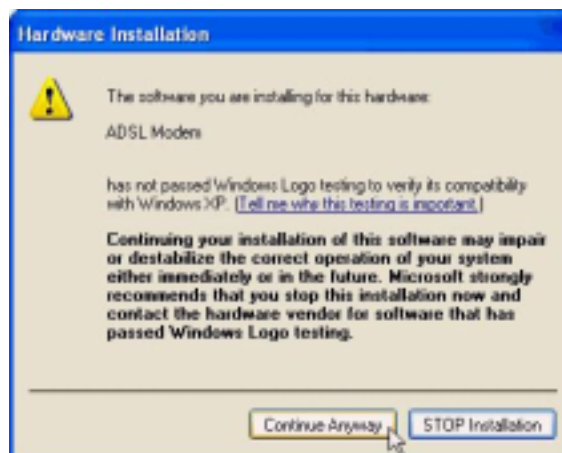 Hardware Installation
The software you are installing for this hardware:
ADSL Modem
has not passed Windows Logo testing to verify its compatibility
with Windows XP. (Tell me why this testing is important.)
Continuing your installation of this software may impair
or destabilize the correct operation of your system
either immediately or in the future. Microsoft strongly
recommends that you stop this installation now and
contact the hardware vendor for software that has
passed Windows Logo testing.
Continue Anyway STOP Installation